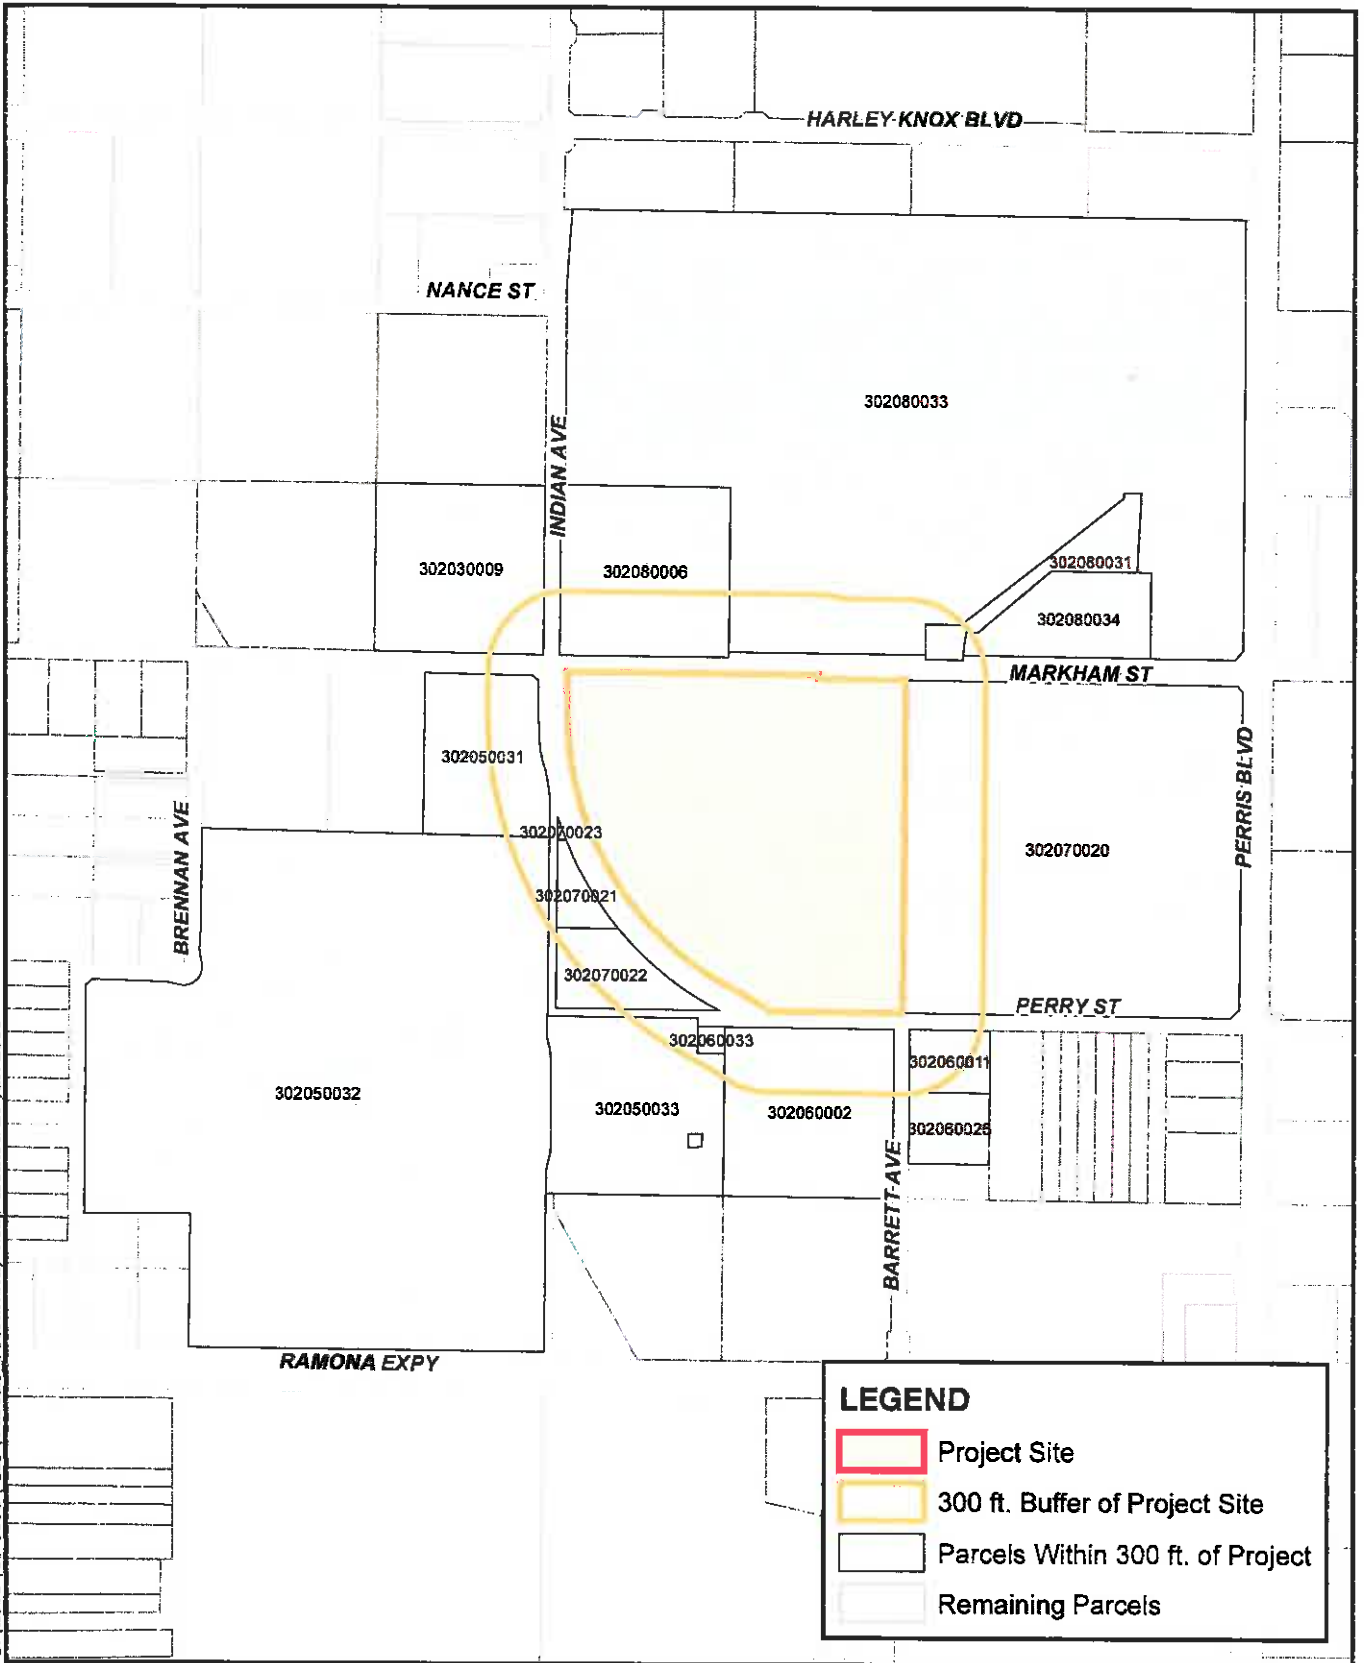 HARLEY KNOX BLVD
NANCE ST
302080033
INDIAN AVE
302030009
302080006
302080031
302080034
MARKHAM ST
302050031
PERRIS BLVD
BRENNAN AVE
302070023
302070020
302070021
302070022
PERRY ST
302060033
302060011
302050032
302050033
302060002
302060026
BARRETT AVE
RAMONA EXPY
LEGEND
Project Site
300 ft. Buffer of Project Site
Parcels Within 300 ft. of Project
Remaining Parcels